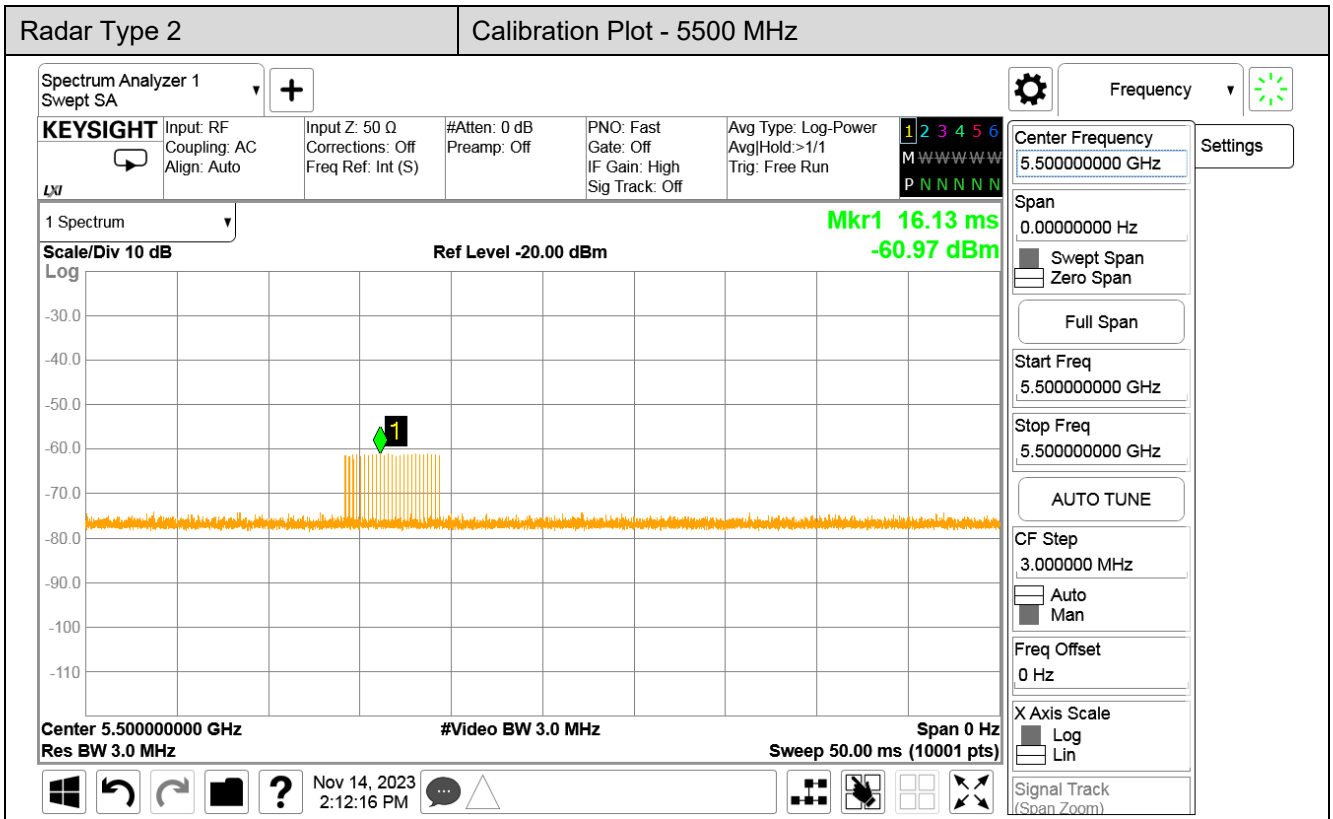 Radar Type 2
Calibration Plot - 5500 MHz
Spectrum Analyzer 1
Swept SA
Frequency
KEYSIGHT
LXI
Input: RF
Coupling: AC
Align: Auto
Input Z: 50 Ω
Corrections: Off
Freq Ref: Int (S)
#Atten: 0 dB
Preamp: Off
PNO: Fast
Gate: Off
IF Gain: High
Sig Track: Off
Avg Type: Log-Power
Avg|Hold:>1/1
Trig: Free Run
1 2 3 4 5 6
M W W W W W
P N N N N N
Settings
1 Spectrum
Mkr1 16.13 ms
-60.97 dBm
Scale/Div 10 dB
Ref Level -20.00 dBm
Log
-30.0
-40.0
-50.0
-60.0
-70.0
-80.0
-90.0
-100
-110
1
Center 5.500000000 GHz
#Video BW 3.0 MHz
Span 0 Hz
Res BW 3.0 MHz
Sweep 50.00 ms (10001 pts)
Center Frequency
5.500000000 GHz
Span
0.00000000 Hz
Swept Span
Zero Span
Full Span
Start Freq
5.500000000 GHz
Stop Freq
5.500000000 GHz
AUTO TUNE
CF Step
3.000000 MHz
Auto
Man
Freq Offset
0 Hz
X Axis Scale
Log
Lin
Signal Track
(Span Zoom)
?
Nov 14, 2023
2:12:16 PM